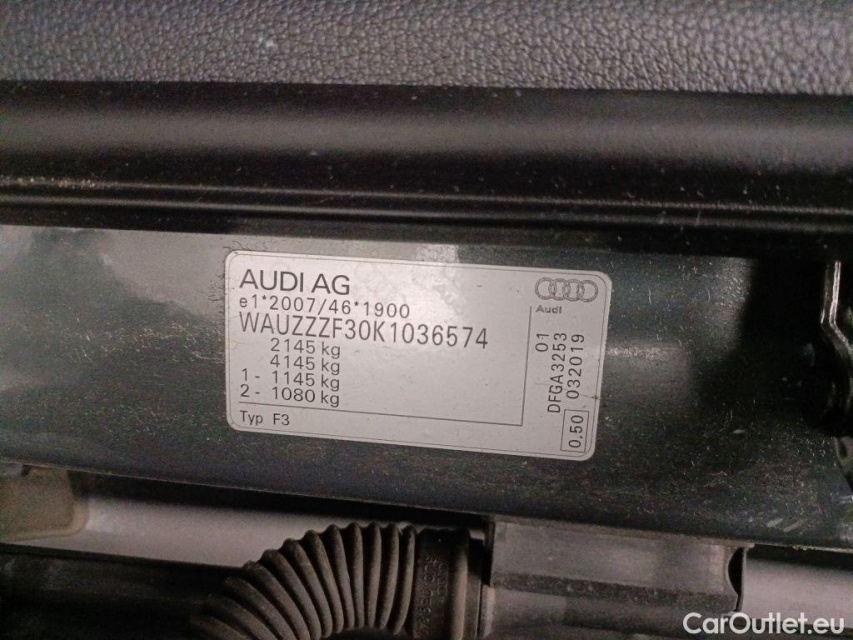 AUDI AG
e1*2007/46*1900
WAUZZZF30K1036574
2145 kg
4145 kg
1 - 1145 kg
2 - 1080 kg
Typ F3
Audi
01
DFGA3253
032019
0.50
CarOutlet.eu